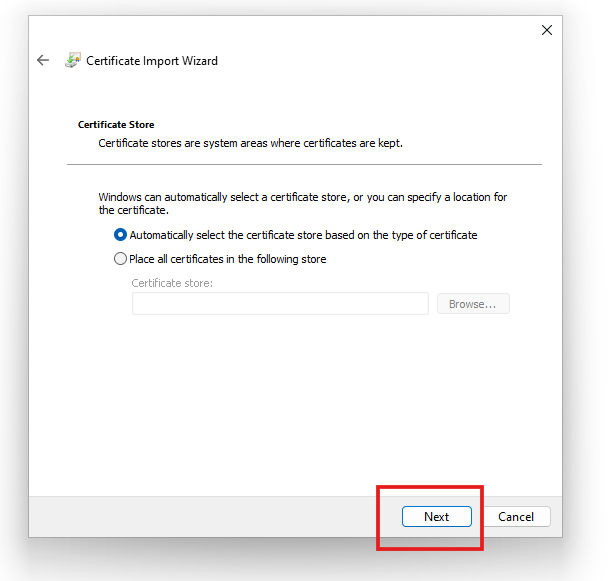 Certificate Import Wizard
Certificate Store
Certificate stores are system areas where certificates are kept.
Windows can automatically select a certificate store, or you can specify a location for
the certificate.
Automatically select the certificate store based on the type of certificate
Place all certificates in the following store
Certificate store:
Browse...
Next
Cancel